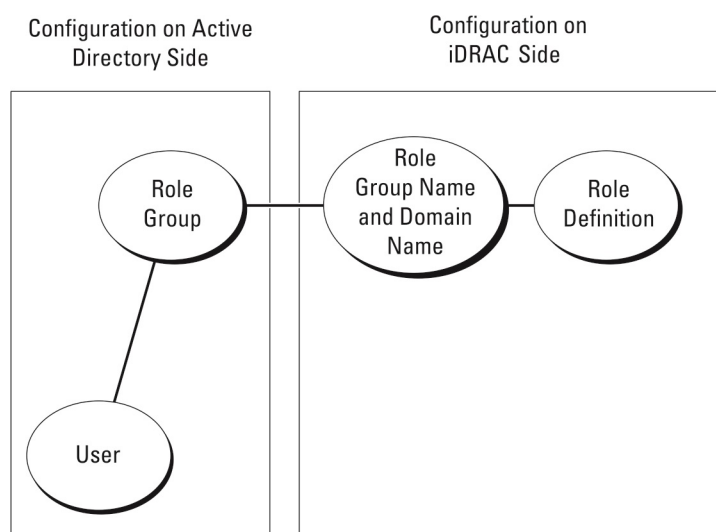 Configuration on Active
Directory Side
Configuration on
iDRAC Side
Role
Group
Role
Group Name
and Domain
Name
Role
Definition
User